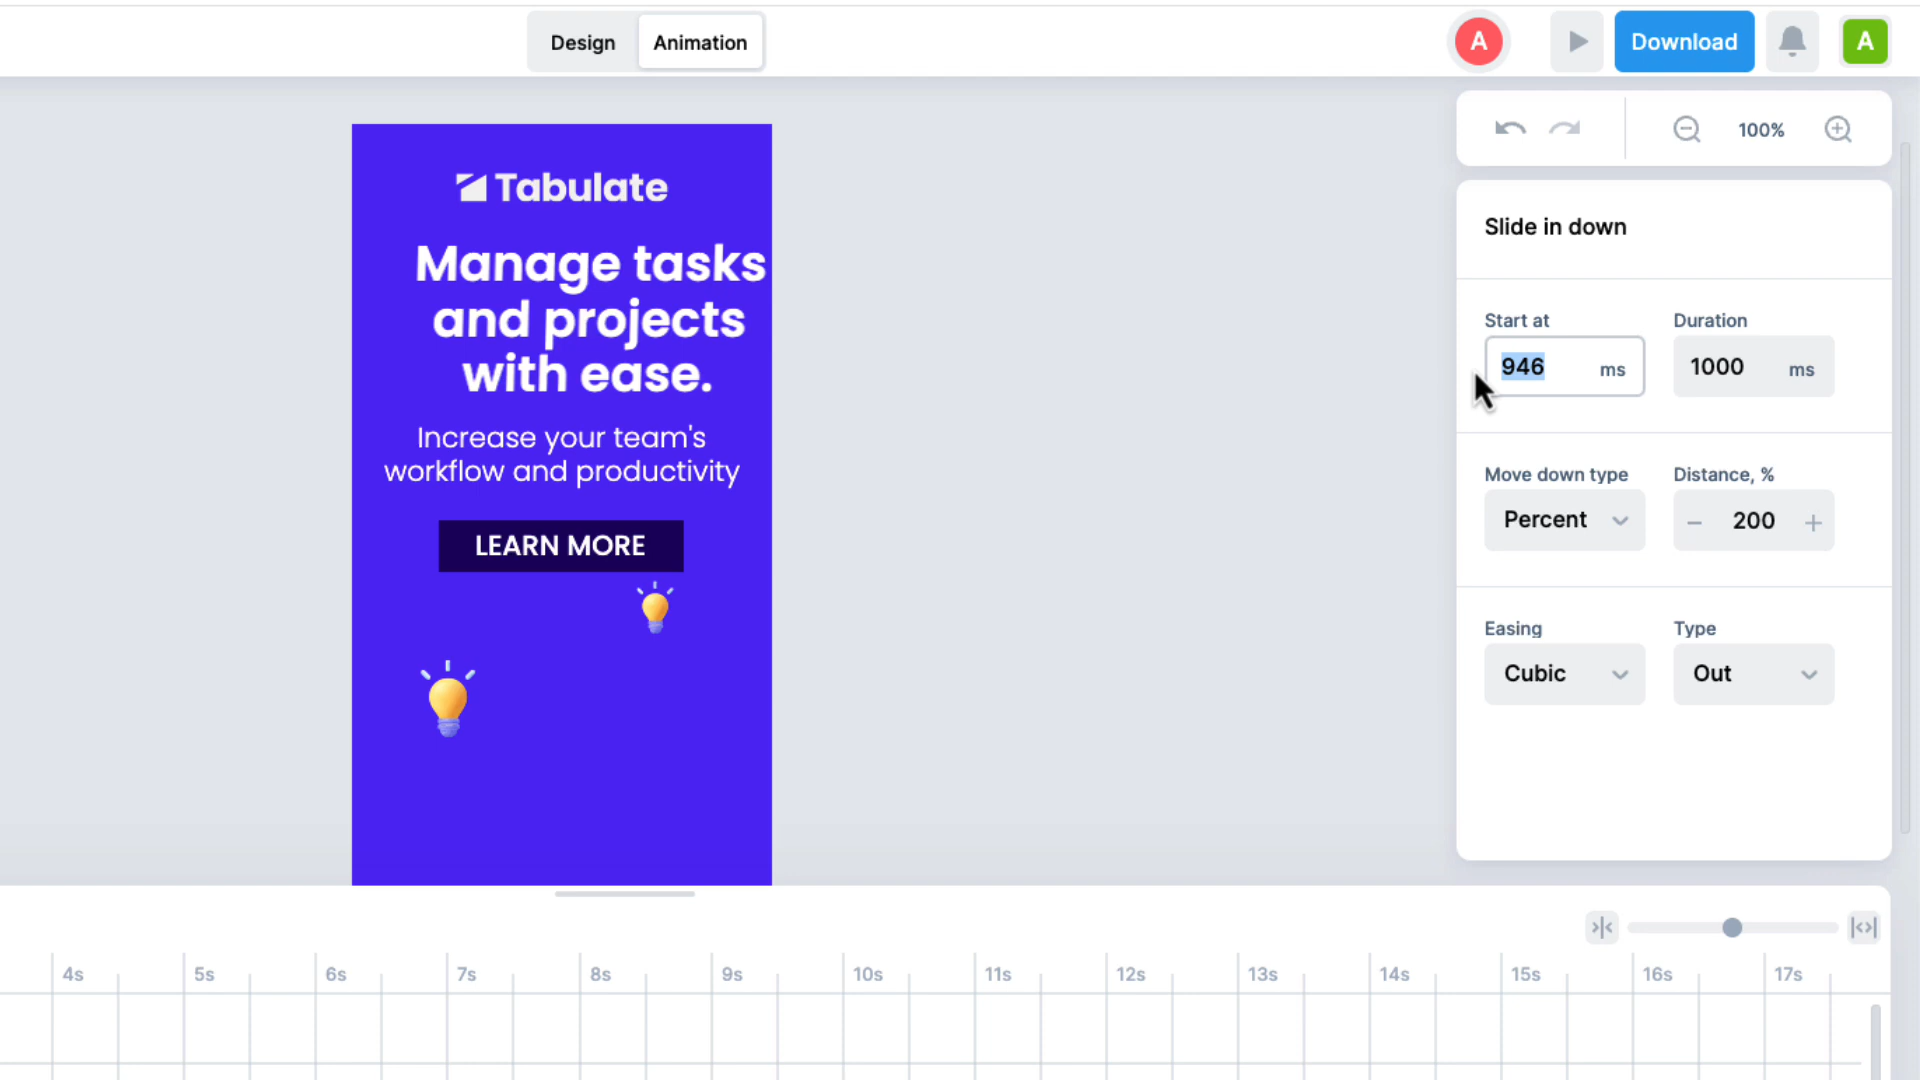 Design
Animation
A
Download
A
100%
Tabulate
Manage tasks
and projects
with ease.
Increase your team's
workflow and productivity
LEARN MORE
Slide in down
Start at
Duration
946 ms
1000 ms
Move down type
Distance, %
Percent
− 200 +
Easing
Type
Cubic
Out
4s 5s 6s 7s 8s 9s 10s 11s 12s 13s 14s 15s 16s 17s